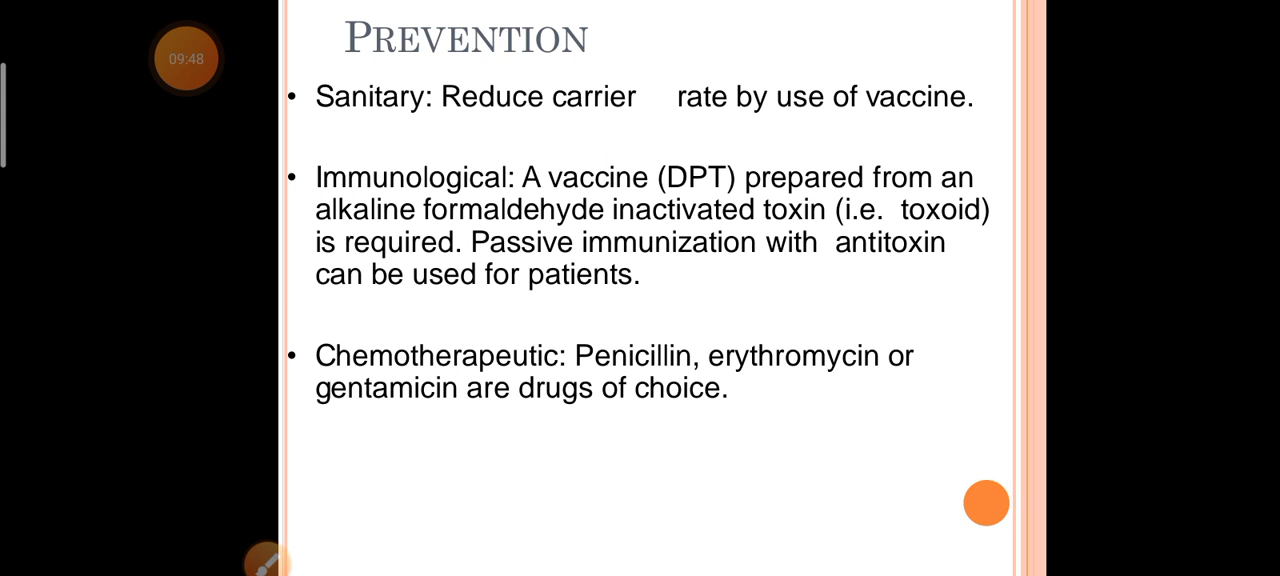 PREVENTION
09:48
• Sanitary: Reduce carrier rate by use of vaccine.
• Immunological: A vaccine (DPT) prepared from an
alkaline formaldehyde inactivated toxin (i.e. toxoid)
is required. Passive immunization with antitoxin
can be used for patients.
• Chemotherapeutic: Penicillin, erythromycin or
gentamicin are drugs of choice.